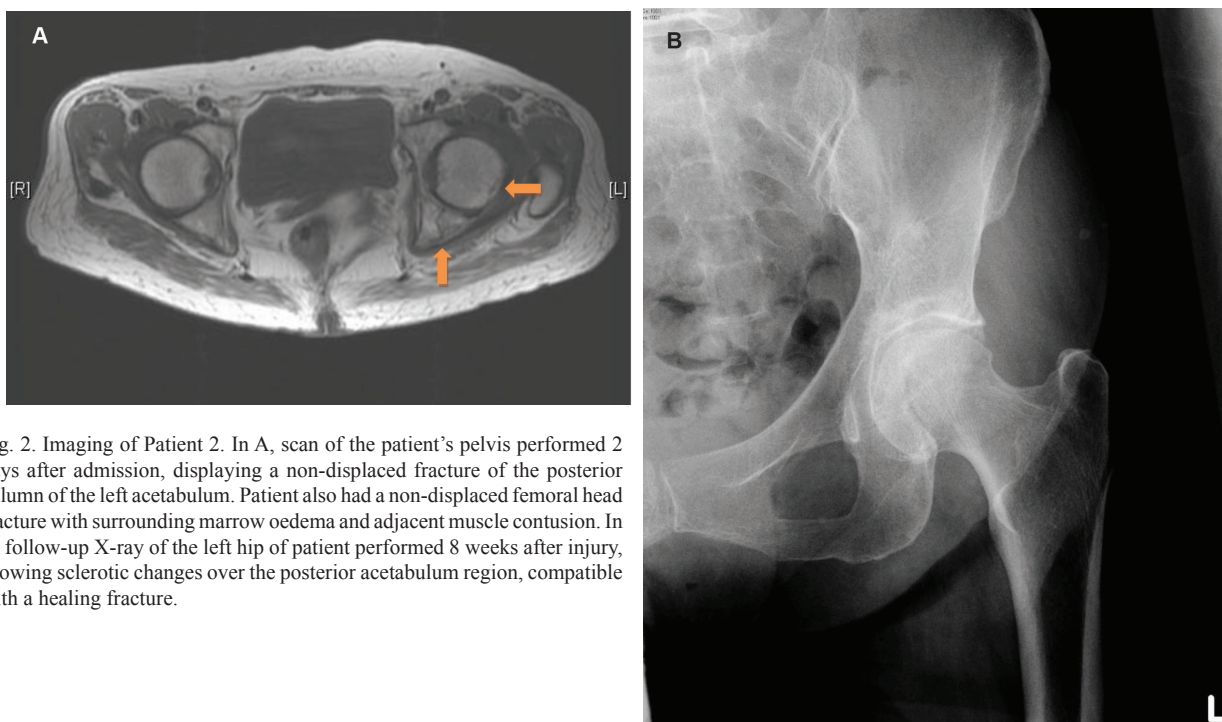 A
[R]
[L]
B
g. 2. Imaging of Patient 2. In A, scan of the patient's pelvis performed 2
ys after admission, displaying a non-displaced fracture of the posterior
lumn of the left acetabulum. Patient also had a non-displaced femoral head
acture with surrounding marrow oedema and adjacent muscle contusion. In
follow-up X-ray of the left hip of patient performed 8 weeks after injury,
owing sclerotic changes over the posterior acetabulum region, compatible
th a healing fracture.
L